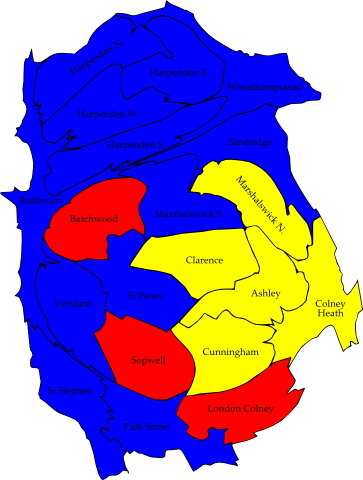 Harpenden N.
Harpenden E.
Wheathampstead
Harpenden W.
Harpenden S.
Sandridge
Redbourn
Marshalswick N.
Batchwood
Marshalswick S.
Clarence
Verulam
St Peters
Ashley
Colney
Heath
Sopwell
Cunningham
St Stephen
London Colney
Park Street